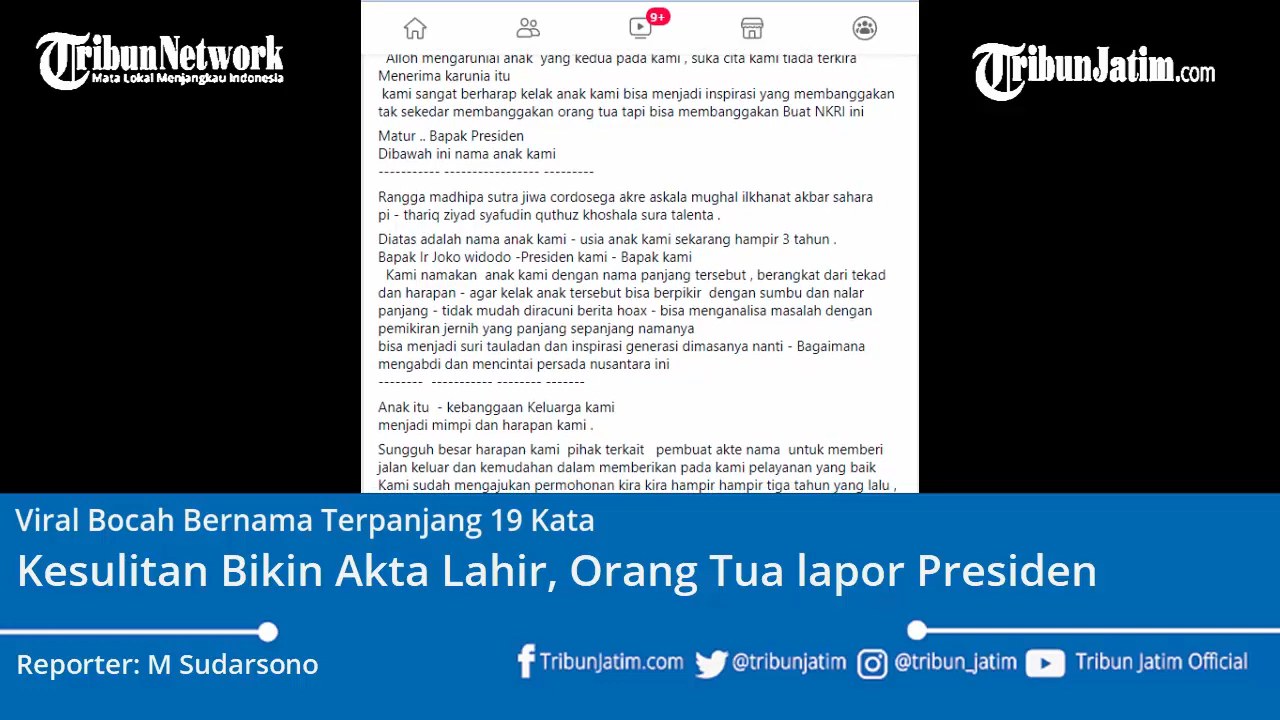 TribunNetwork
Mata Lokal Menjangkau Indonesia
9+
TribunJatim.com
Alloh mengaruniai anak yang kedua pada kami , suka cita kami tiada terkira
Menerima karunia itu
kami sangat berharap kelak anak kami bisa menjadi inspirasi yang membanggakan
tak sekedar membanggakan orang tua tapi bisa membanggakan Buat NKRI ini
Matur .. Bapak Presiden
Dibawah ini nama anak kami
----------- ----------------- ---------
Rangga madhipa sutra jiwa cordosega akre askala mughal ilkhanat akbar sahara
pi - thariq ziyad syafudin quthuz khoshala sura talenta .
Diatas adalah nama anak kami - usia anak kami sekarang hampir 3 tahun .
Bapak Ir Joko widodo -Presiden kami - Bapak kami
Kami namakan anak kami dengan nama panjang tersebut , berangkat dari tekad
dan harapan - agar kelak anak tersebut bisa berpikir dengan sumbu dan nalar
panjang - tidak mudah diracuni berita hoax - bisa menganalisa masalah dengan
pemikiran jernih yang panjang sepanjang namanya
bisa menjadi suri tauladan dan inspirasi generasi dimasanya nanti - Bagaimana
mengabdi dan mencintai persada nusantara ini
-------- ----------- -------- -------
Anak itu - kebanggaan Keluarga kami
menjadi mimpi dan harapan kami .
Sungguh besar harapan kami pihak terkait pembuat akte nama untuk memberi
jalan keluar dan kemudahan dalam memberikan pada kami pelayanan yang baik
Kami sudah mengajukan permohonan kira kira hampir hampir tiga tahun yang lalu ,
Viral Bocah Bernama Terpanjang 19 Kata
Kesulitan Bikin Akta Lahir, Orang Tua lapor Presiden
Reporter: M Sudarsono
TribunJatim.com
@tribunjatim
@tribun_jatim
Tribun Jatim Official